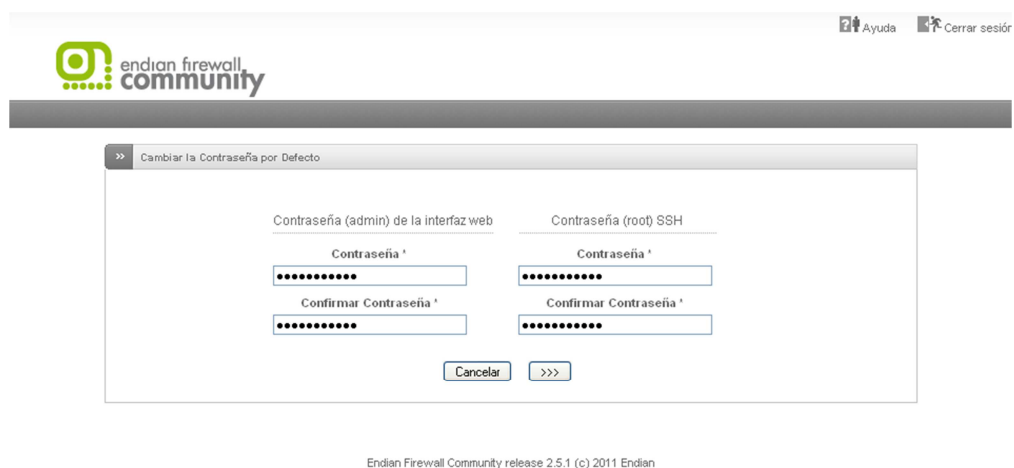 Ayuda
Cerrar sesión
endian firewall
community
>> Cambiar la Contraseña por Defecto
Contraseña (admin) de la interfaz web
Contraseña (root) SSH
Contraseña *
Contraseña *
•••••••••••
•••••••••••
Confirmar Contraseña *
Confirmar Contraseña *
•••••••••••
•••••••••••
Cancelar
>>>
Endian Firewall Community release 2.5.1 (c) 2011 Endian